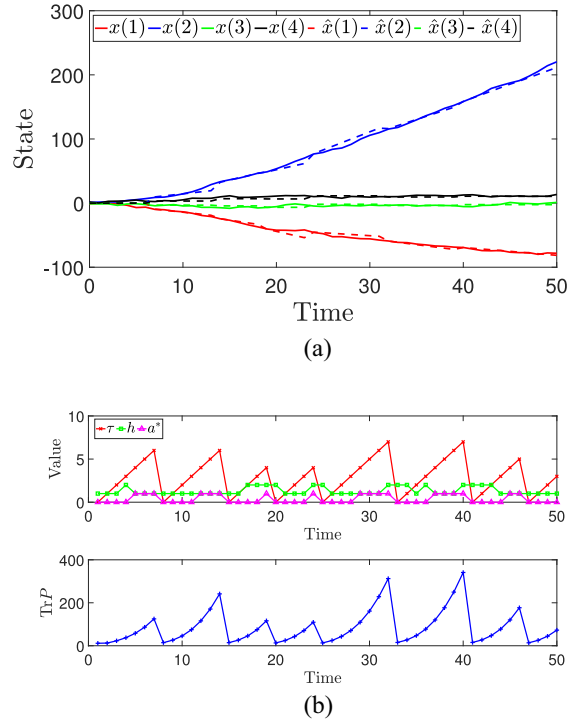 300
x(1) x(2) x(3) x(4) x̂(1) x̂(2) x̂(3) x̂(4)
200
State
100
0
-100
0 10 20 30 40 50
Time
(a)
10
τ h a*
Value
5
0
0 10 20 30 40 50
Time
400
TrP
200
0
0 10 20 30 40 50
Time
(b)